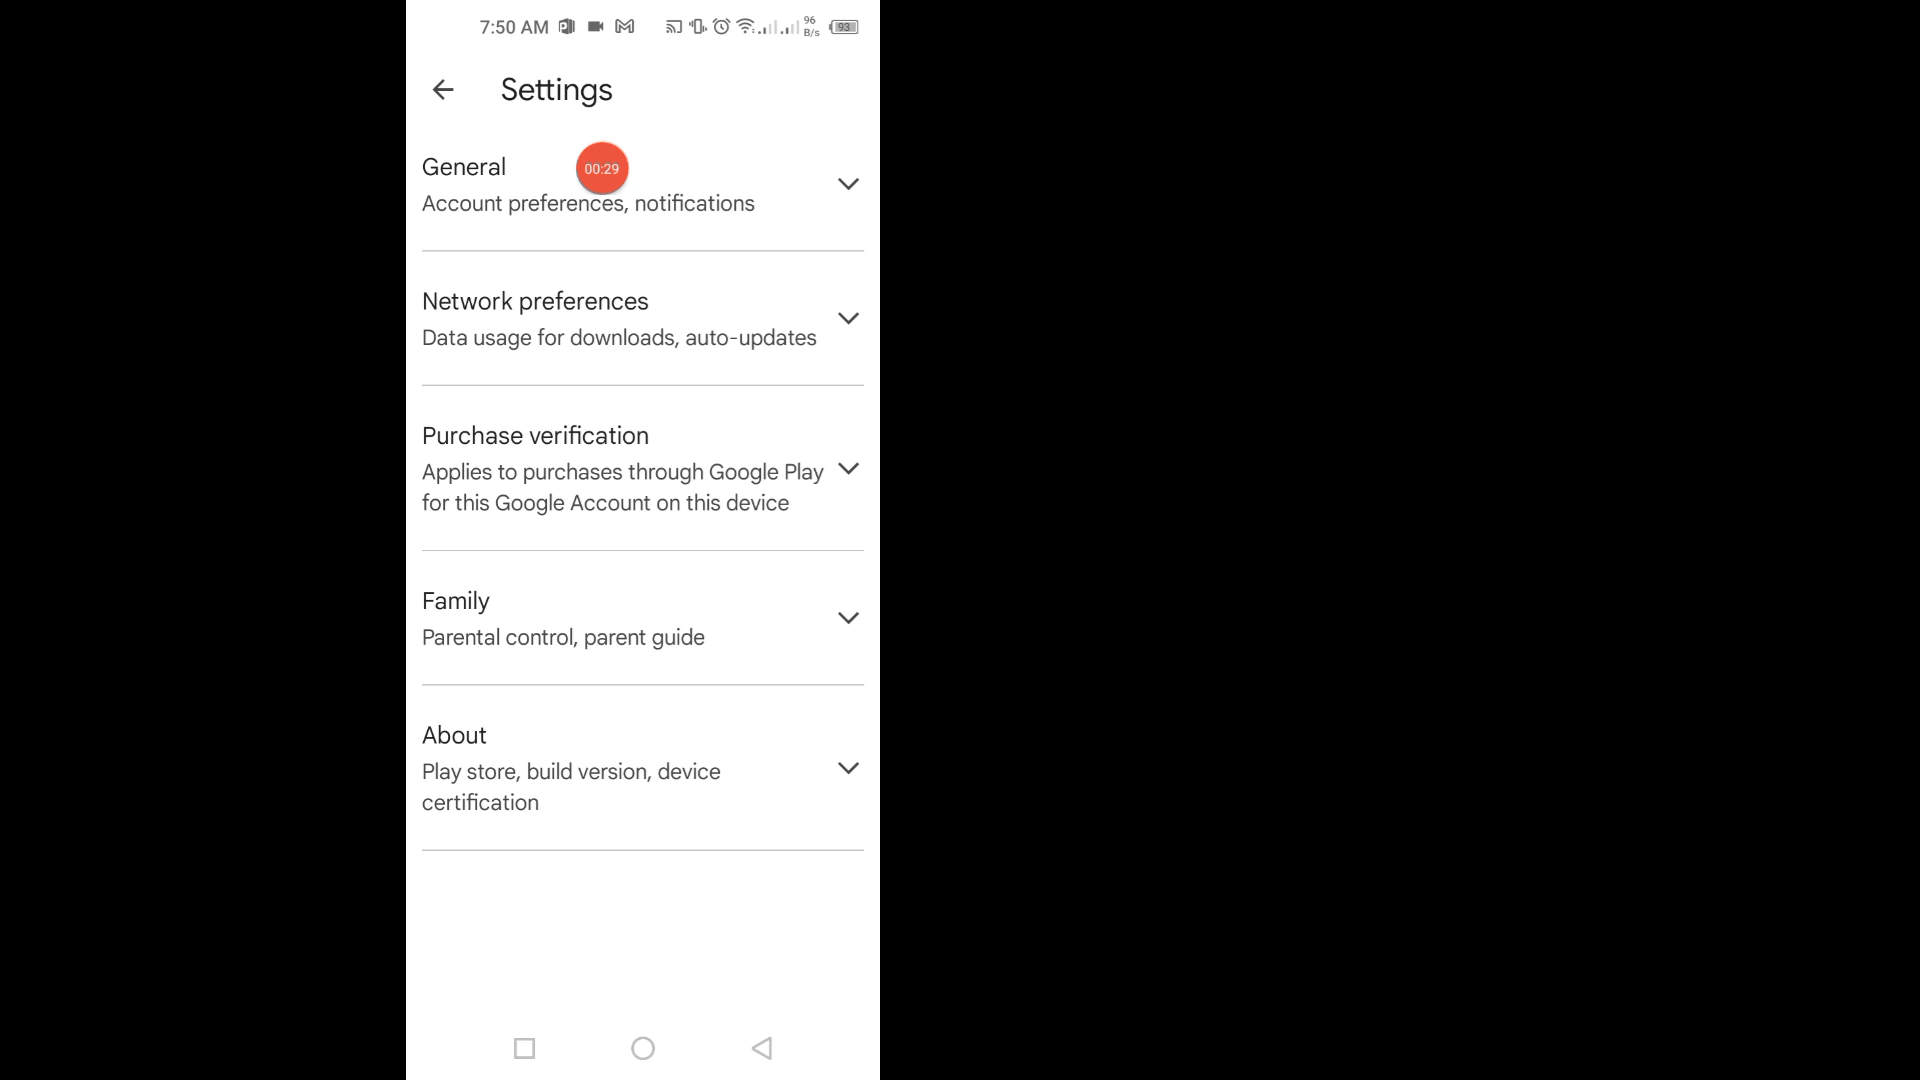 7:50 AM
96
B/s
93
Settings
General
00:29
Account preferences, notifications
Network preferences
Data usage for downloads, auto-updates
Purchase verification
Applies to purchases through Google Play
for this Google Account on this device
Family
Parental control, parent guide
About
Play store, build version, device
certification